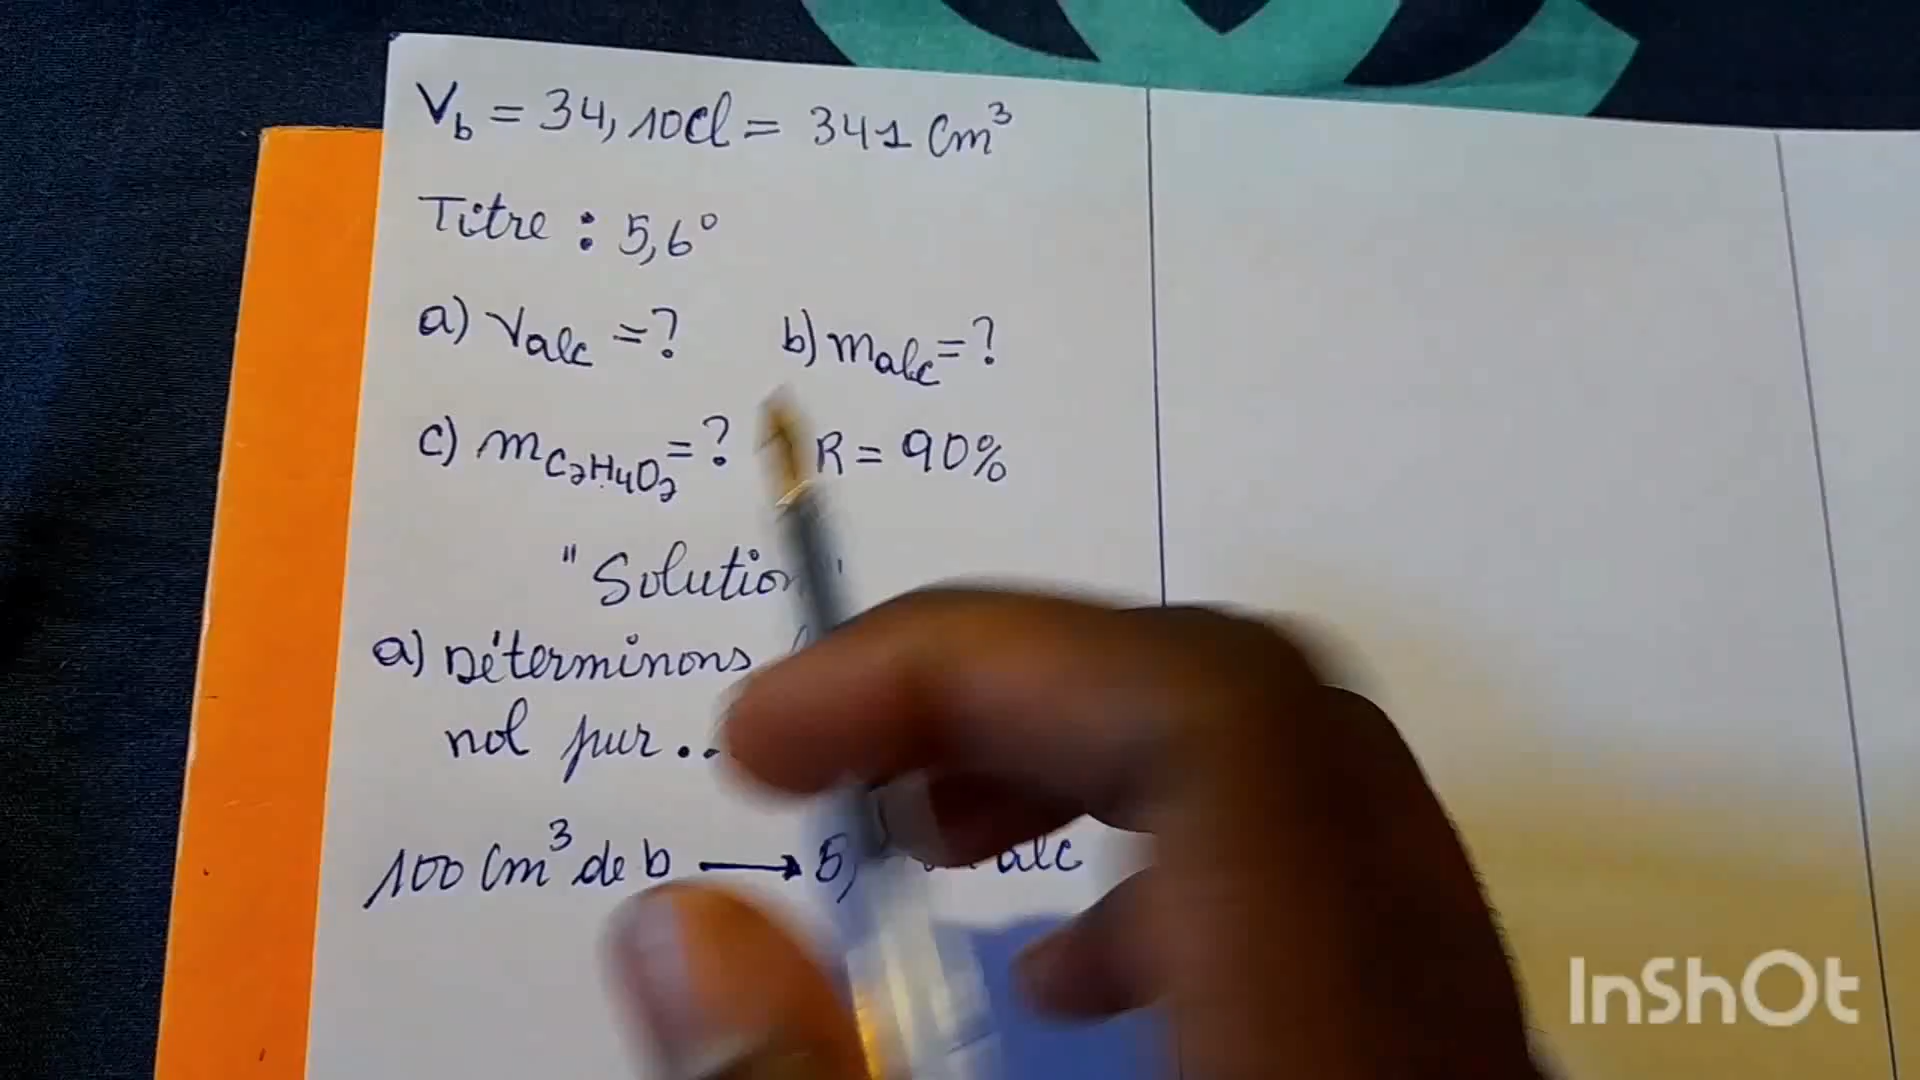 Vb = 34,10Cl = 341 Cm³
Titre : 5,6°
a) Valc = ? b) malc = ?
c) mC2H4O2 = ? R = 90%
"Solution"
a) Déterminons
nol pur ..
100 Cm³ de b → 5, alc
InShOt